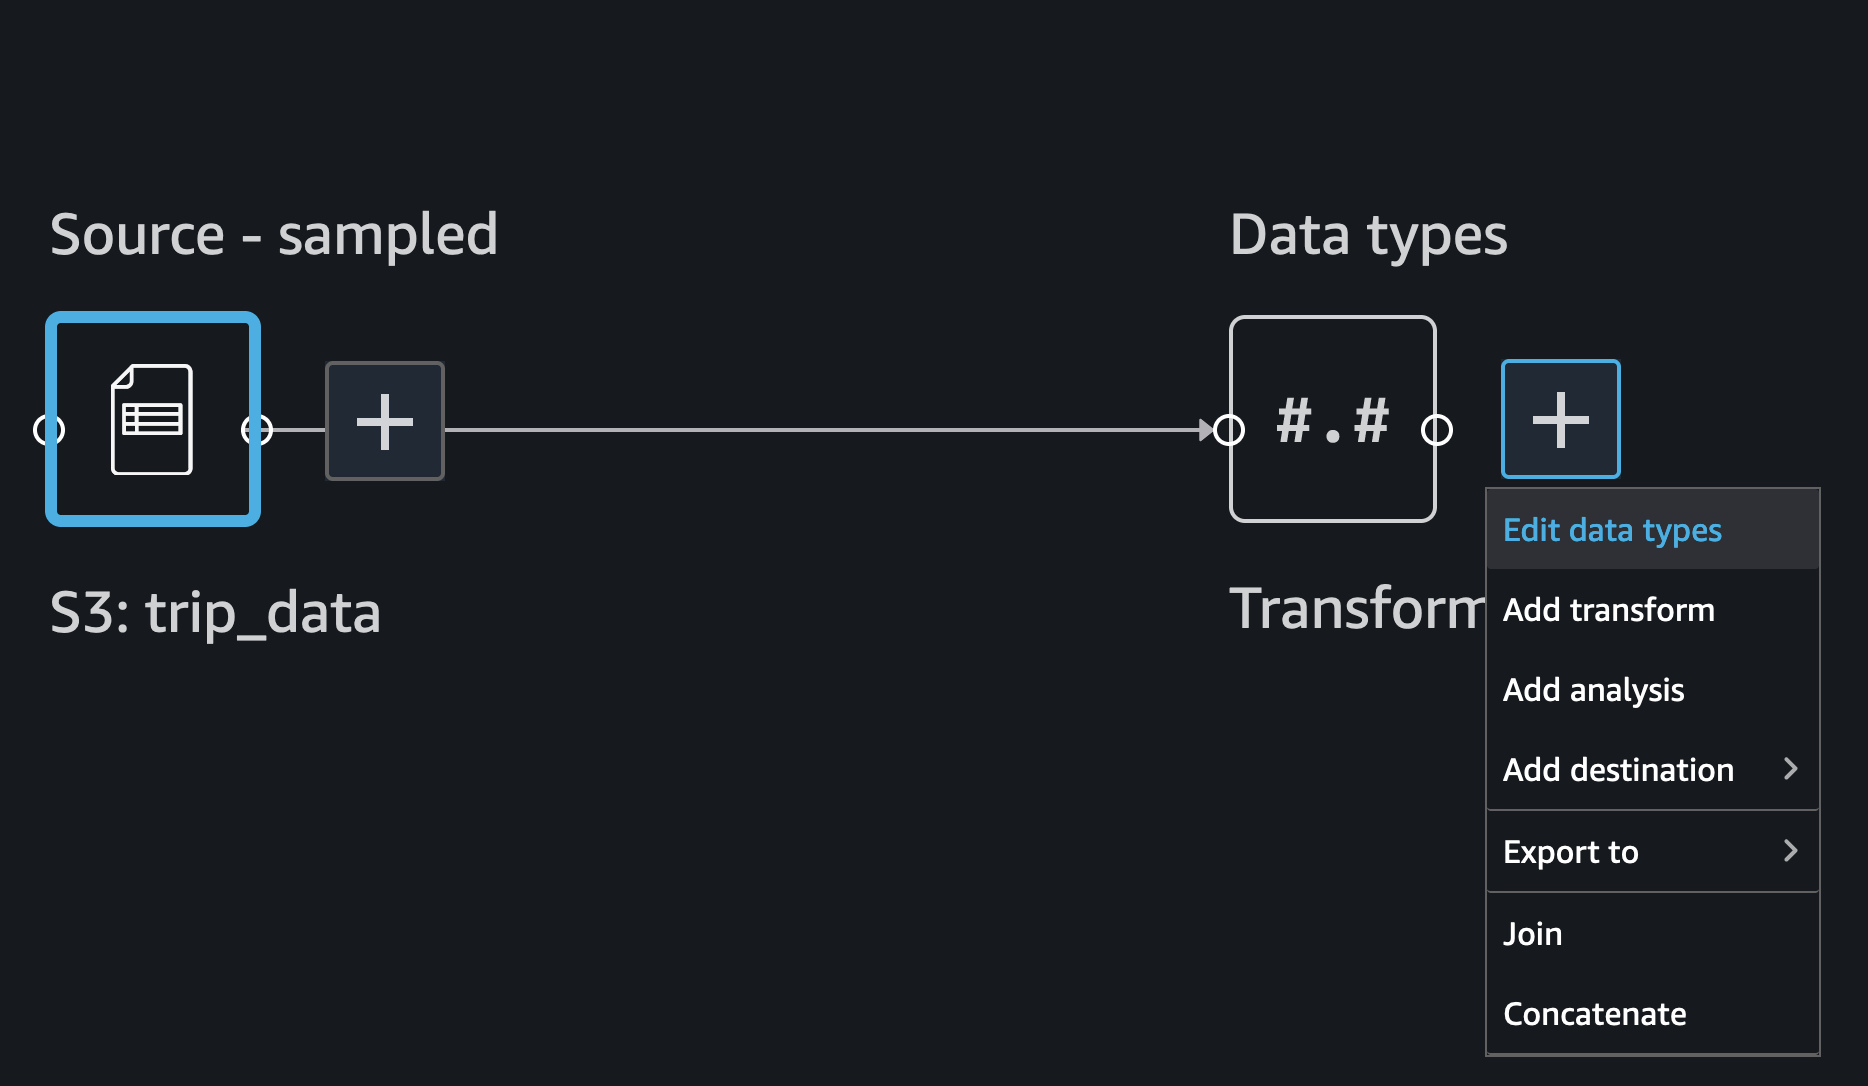 Source - sampled
Data types
#.#
S3: trip_data
Transform
Edit data types
Add transform
Add analysis
Add destination
Export to
Join
Concatenate